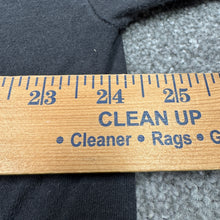 23 24 25
CLEAN UP
• Cleaner • Rags • G